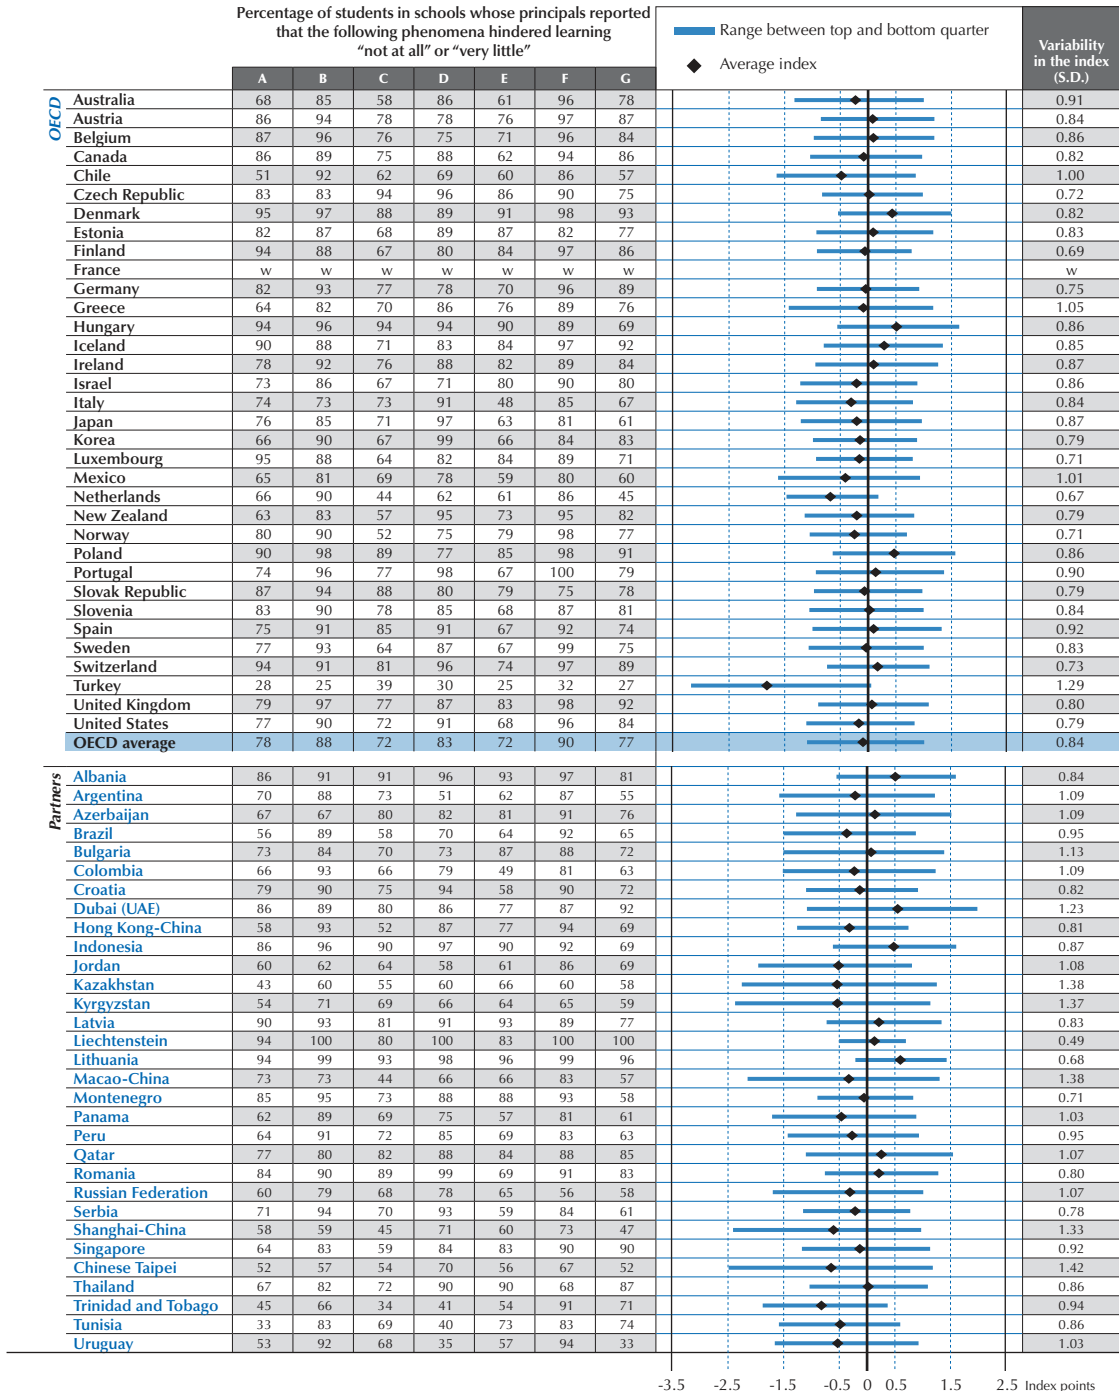 Percentage of students in schools whose principals reported
that the following phenomena hindered learning
“not at all” or “very little”
Range between top and bottom quarter
Average index
Variability
in the index
(S.D.)
A B C D E F G
OECD
Australia 68 85 58 86 61 96 78 0.91
Austria 86 94 78 78 76 97 87 0.84
Belgium 87 96 76 75 71 96 84 0.86
Canada 86 89 75 88 62 94 86 0.82
Chile 51 92 62 69 60 86 57 1.00
Czech Republic 83 83 94 96 86 90 75 0.72
Denmark 95 97 88 89 91 98 93 0.82
Estonia 82 87 68 89 87 82 77 0.83
Finland 94 88 67 80 84 97 86 0.69
France w w w w w w w w
Germany 82 93 77 78 70 96 89 0.75
Greece 64 82 70 86 76 89 76 1.05
Hungary 94 96 94 94 90 89 69 0.86
Iceland 90 88 71 83 84 97 92 0.85
Ireland 78 92 76 88 82 89 84 0.87
Israel 73 86 67 71 80 90 80 0.86
Italy 74 73 73 91 48 85 67 0.84
Japan 76 85 71 97 63 81 61 0.87
Korea 66 90 67 99 66 84 83 0.79
Luxembourg 95 88 64 82 84 89 71 0.71
Mexico 65 81 69 78 59 80 60 1.01
Netherlands 66 90 44 62 61 86 45 0.67
New Zealand 63 83 57 95 73 95 82 0.79
Norway 80 90 52 75 79 98 77 0.71
Poland 90 98 89 77 85 98 91 0.86
Portugal 74 96 77 98 67 100 79 0.90
Slovak Republic 87 94 88 80 79 75 78 0.79
Slovenia 83 90 78 85 68 87 81 0.84
Spain 75 91 85 91 67 92 74 0.92
Sweden 77 93 64 87 67 99 75 0.83
Switzerland 94 91 81 96 74 97 89 0.73
Turkey 28 25 39 30 25 32 27 1.29
United Kingdom 79 97 77 87 83 98 92 0.80
United States 77 90 72 91 68 96 84 0.79
OECD average 78 88 72 83 72 90 77 0.84
Partners
Albania 86 91 91 96 93 97 81 0.84
Argentina 70 88 73 51 62 87 55 1.09
Azerbaijan 67 67 80 82 81 91 76 1.09
Brazil 56 89 58 70 64 92 65 0.95
Bulgaria 73 84 70 73 87 88 72 1.13
Colombia 66 93 66 79 49 81 63 1.09
Croatia 79 90 75 94 58 90 72 0.82
Dubai (UAE) 86 89 80 86 77 87 92 1.23
Hong Kong-China 58 93 52 87 77 94 69 0.81
Indonesia 86 96 90 97 90 92 69 0.87
Jordan 60 62 64 58 61 86 69 1.08
Kazakhstan 43 60 55 60 66 60 58 1.38
Kyrgyzstan 54 71 69 66 64 65 59 1.37
Latvia 90 93 81 91 93 89 77 0.83
Liechtenstein 94 100 80 100 83 100 100 0.49
Lithuania 94 99 93 98 96 99 96 0.68
Macao-China 73 73 44 66 66 83 57 1.38
Montenegro 85 95 73 88 88 93 58 0.71
Panama 62 89 69 75 57 81 61 1.03
Peru 64 91 72 85 69 83 63 0.95
Qatar 77 80 82 88 84 88 85 1.07
Romania 84 90 89 99 69 91 83 0.80
Russian Federation 60 79 68 78 65 56 58 1.07
Serbia 71 94 70 93 59 84 61 0.78
Shanghai-China 58 59 45 71 60 73 47 1.33
Singapore 64 83 59 84 83 90 90 0.92
Chinese Taipei 52 57 54 70 56 67 52 1.42
Thailand 67 82 72 90 90 68 87 0.86
Trinidad and Tobago 45 66 34 41 54 91 71 0.94
Tunisia 33 83 69 40 73 83 74 0.86
Uruguay 53 92 68 35 57 94 33 1.03
-3.5 -2.5 -1.5 -0.5 0 0.5 1.5 2.5 Index points